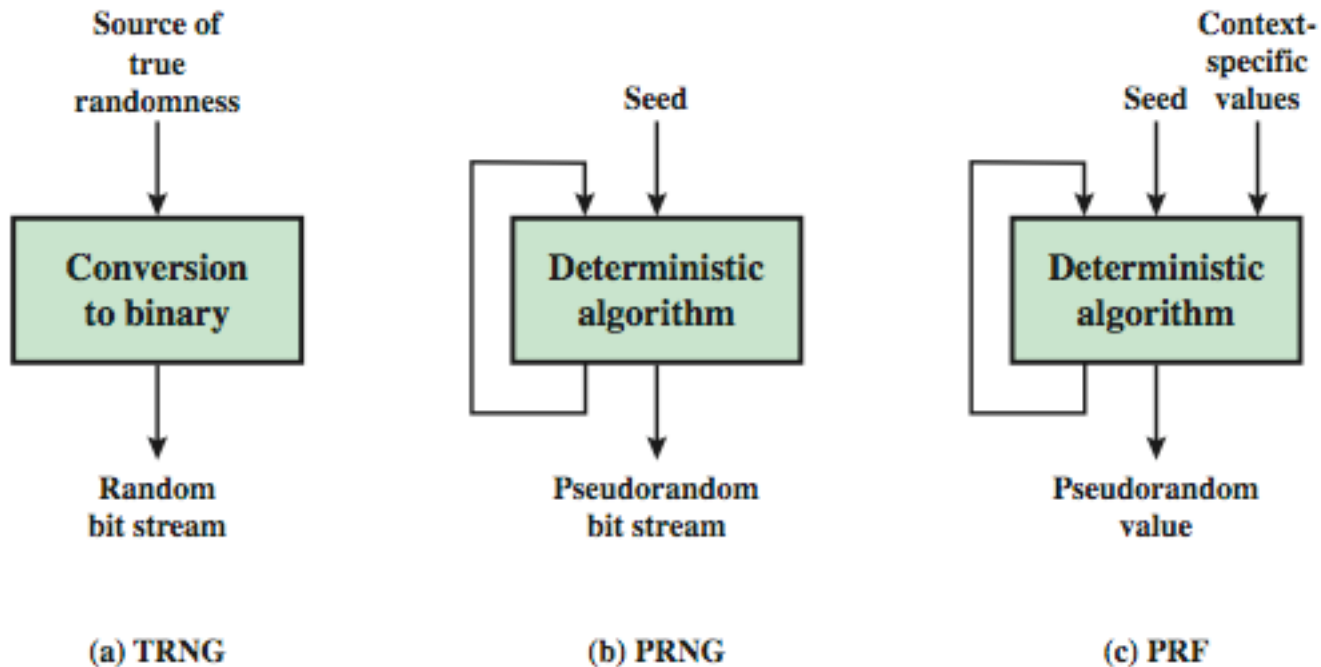 Source of
true
randomness
Conversion
to binary
Random
bit stream
(a) TRNG
Seed
Deterministic
algorithm
Pseudorandom
bit stream
(b) PRNG
Seed
Context-
specific
values
Deterministic
algorithm
Pseudorandom
value
(c) PRF